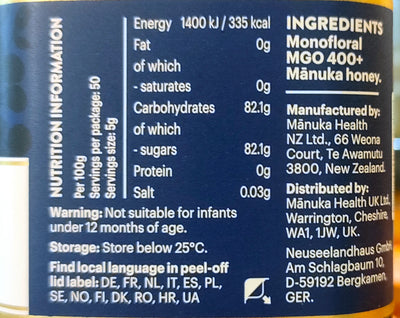 NUTRITION INFORMATION
Per 100g
Servings per package: 50
Servings size: 5g
Energy 1400 kJ / 335 kcal
Fat 0g
of which
- saturates 0g
Carbohydrates 82.1g
of which
- sugars 82.1g
Protein 0g
Salt 0.03g
Warning: Not suitable for infants
under 12 months of age.
Storage: Store below 25°C.
Find local language in peel-off
lid label: DE, FR, NL, IT, ES, PL,
SE, NO, FI, DK, RO, HR, UA
INGREDIENTS
Monofloral
MGO 400+
Mānuka honey.
Manufactured by:
Mānuka Health
NZ Ltd., 66 Weona
Court, Te Awamutu
3800, New Zealand.
Distributed by:
Mānuka Health UK Ltd.,
Warrington, Cheshire,
WA1, 1JW, UK.
Neuseelandhaus GmbH
Am Schlagbaum 10,
D-59192 Bergkamen,
GER.